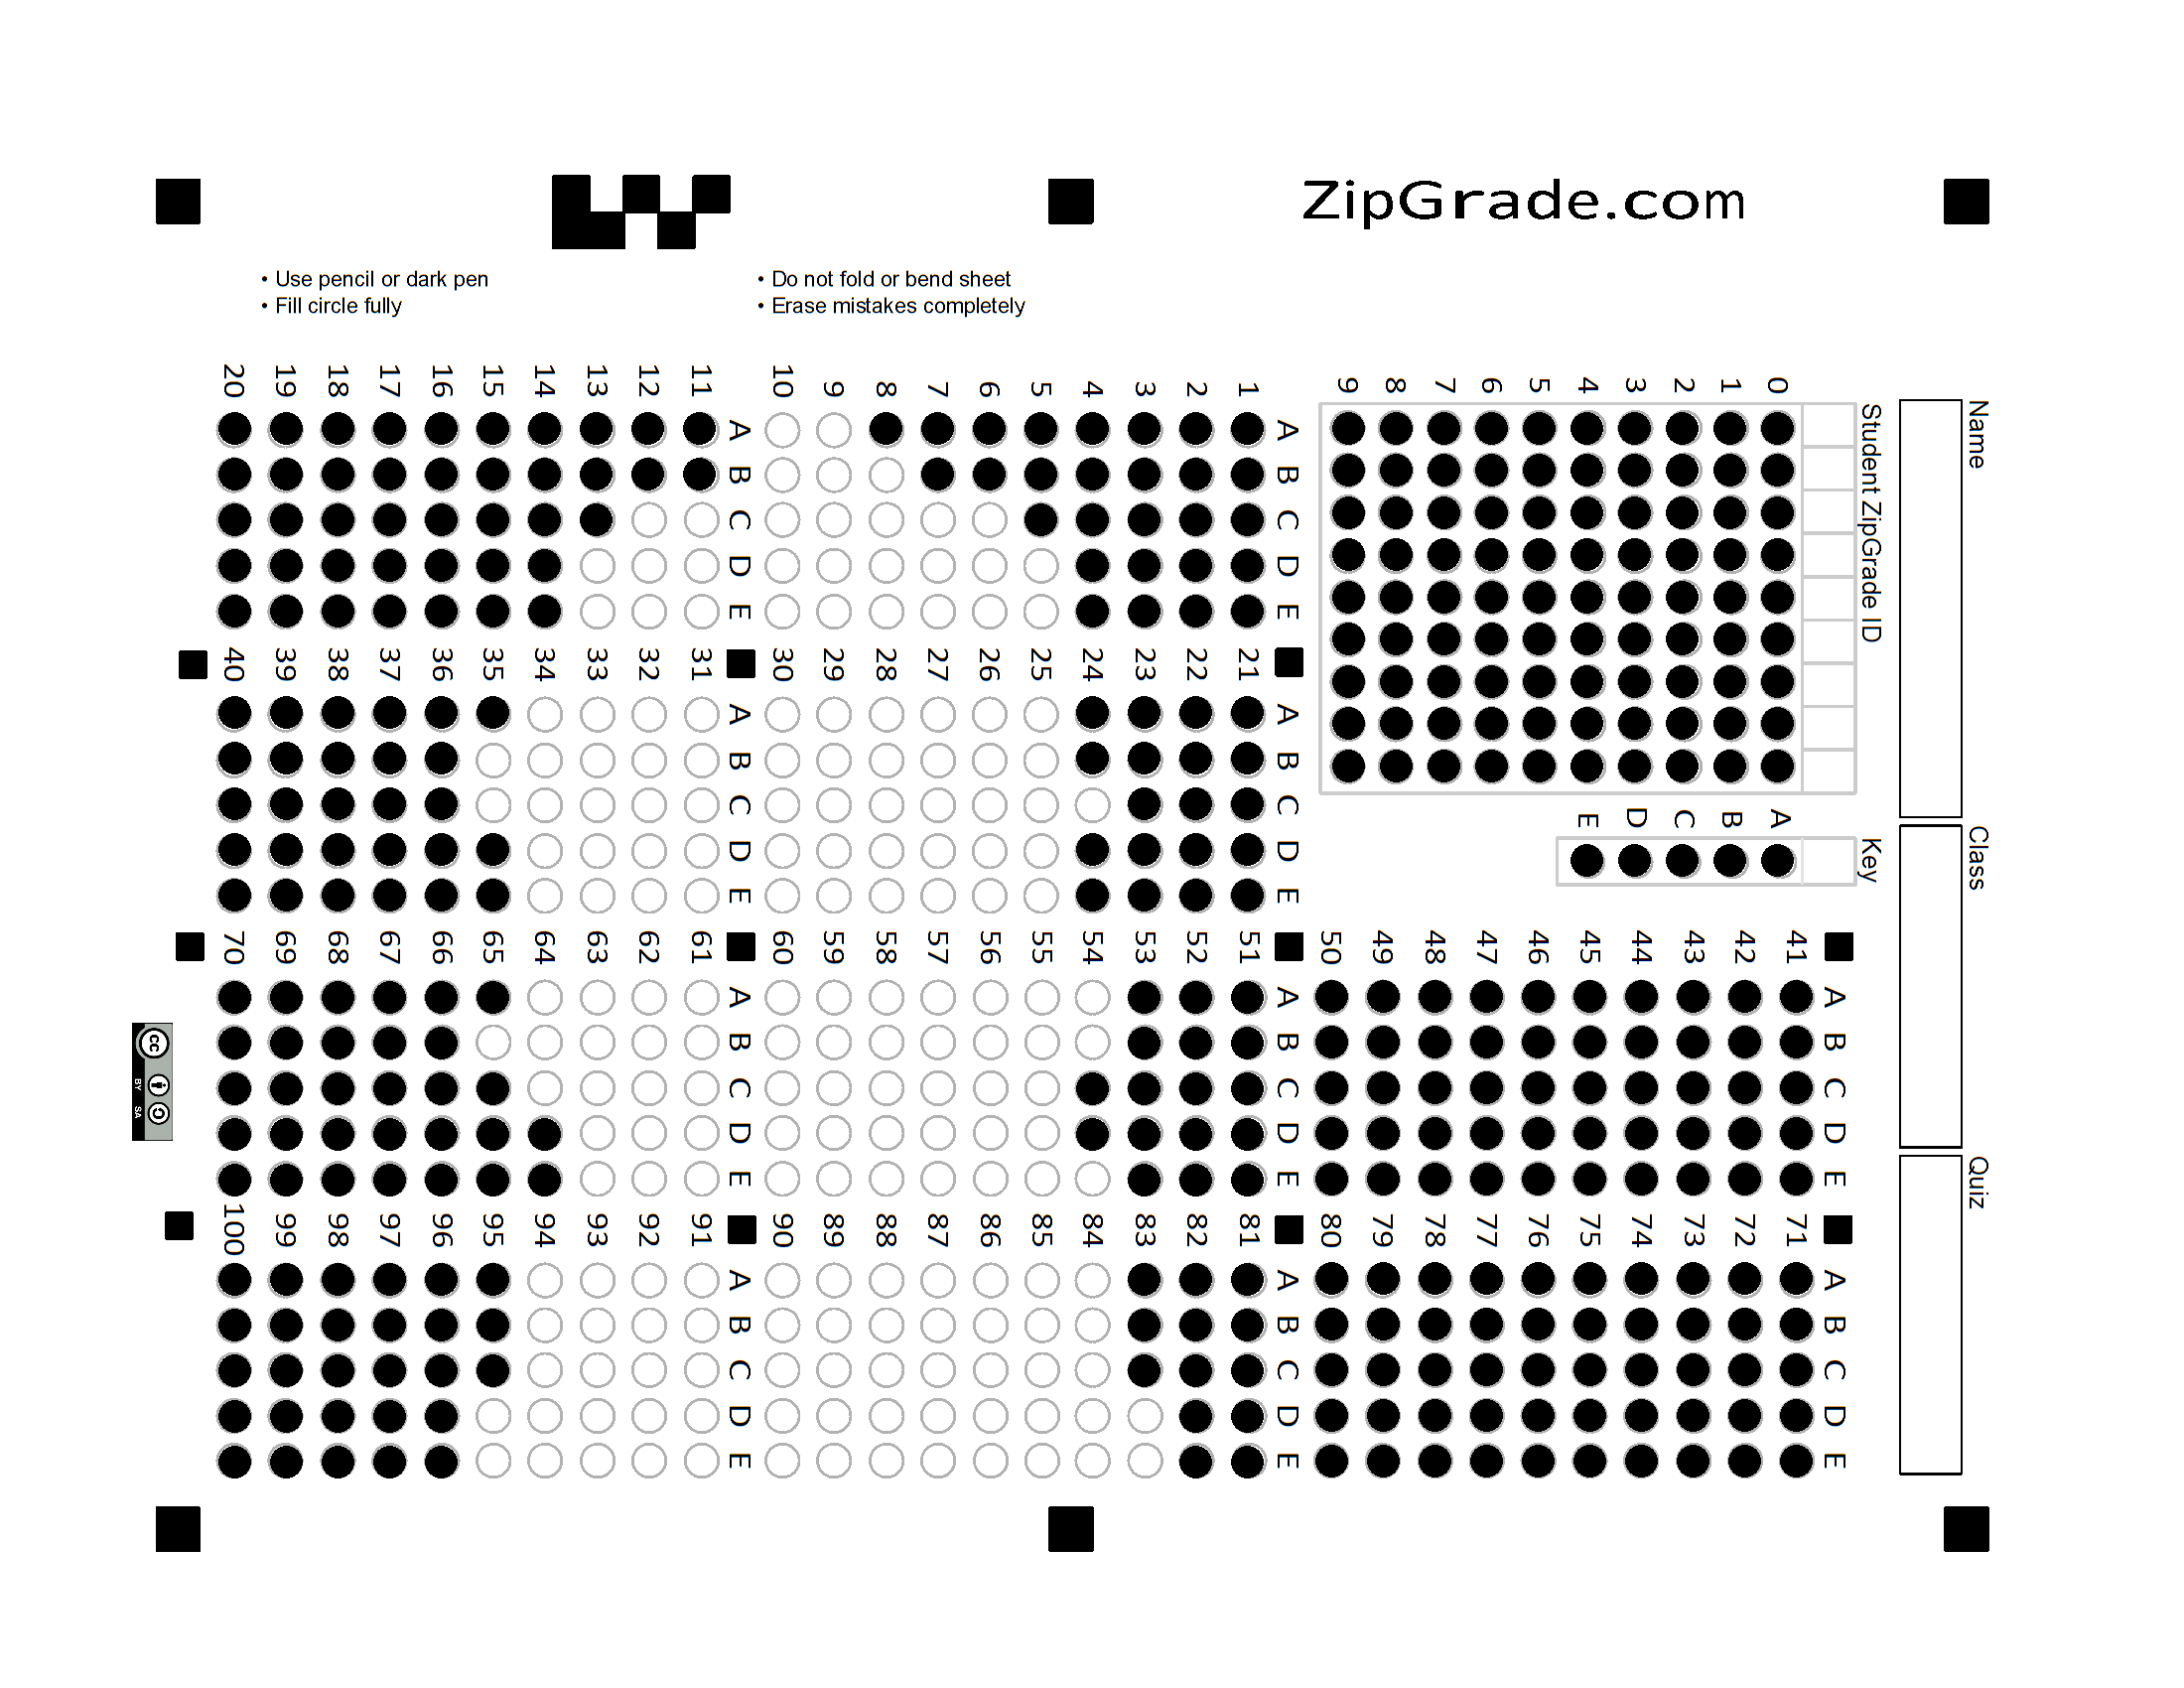 ZipGrade.com
• Use pencil or dark pen
• Fill circle fully
• Do not fold or bend sheet
• Erase mistakes completely
Name
Class
Quiz
Student ZipGrade ID
0 1 2 3 4 5 6 7 8 9
Key
A B C D E
A B C D E
1 2 3 4 5 6 7 8 9 10
A B C D E
11 12 13 14 15 16 17 18 19 20
A B C D E
21 22 23 24 25 26 27 28 29 30
A B C D E
31 32 33 34 35 36 37 38 39 40
A B C D E
41 42 43 44 45 46 47 48 49 50
A B C D E
51 52 53 54 55 56 57 58 59 60
A B C D E
61 62 63 64 65 66 67 68 69 70
A B C D E
71 72 73 74 75 76 77 78 79 80
A B C D E
81 82 83 84 85 86 87 88 89 90
A B C D E
91 92 93 94 95 96 97 98 99 100
cc
BY SA